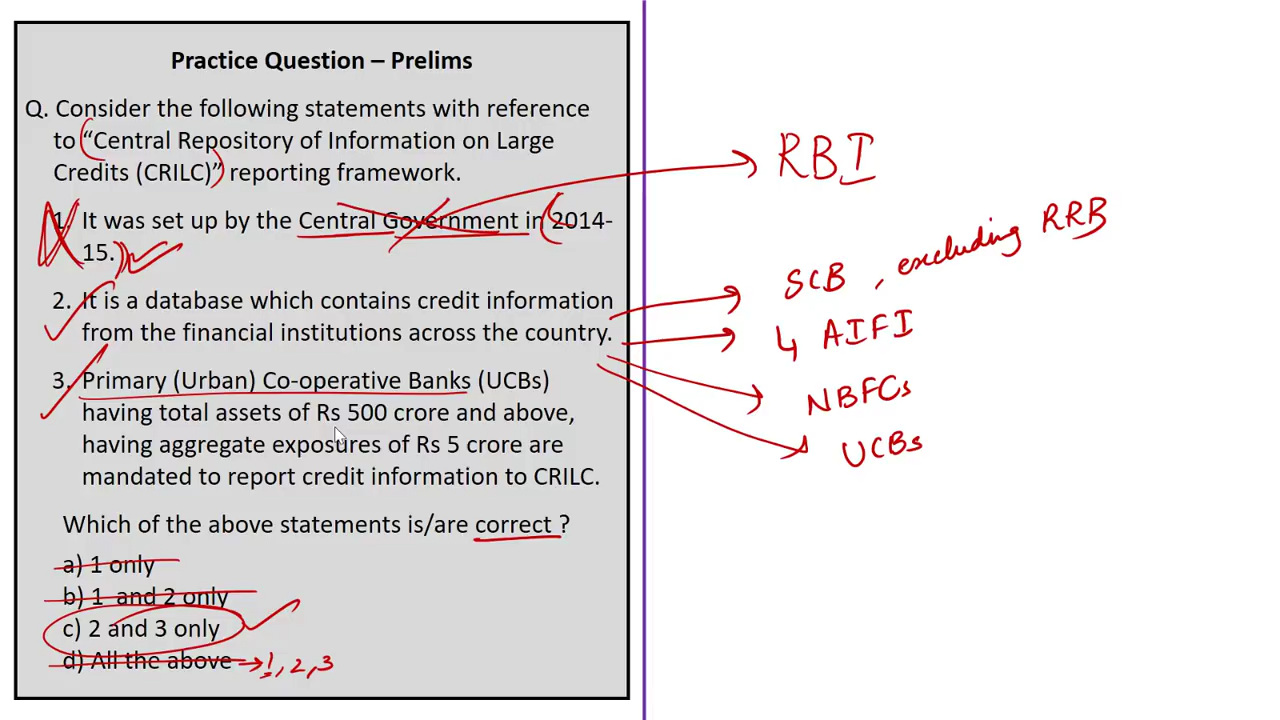 Practice Question – Prelims
Q. Consider the following statements with reference
to “Central Repository of Information on Large
Credits (CRILC)” reporting framework.
1. It was set up by the Central Government in 2014-
15.
2. It is a database which contains credit information
from the financial institutions across the country.
3. Primary (Urban) Co-operative Banks (UCBs)
having total assets of Rs 500 crore and above,
having aggregate exposures of Rs 5 crore are
mandated to report credit information to CRILC.
Which of the above statements is/are correct ?
a) 1 only
b) 1 and 2 only
c) 2 and 3 only
d) All the above → 1, 2, 3
RBI
SCB, excluding RRB
4 AIFI
NBFCs
UCBs